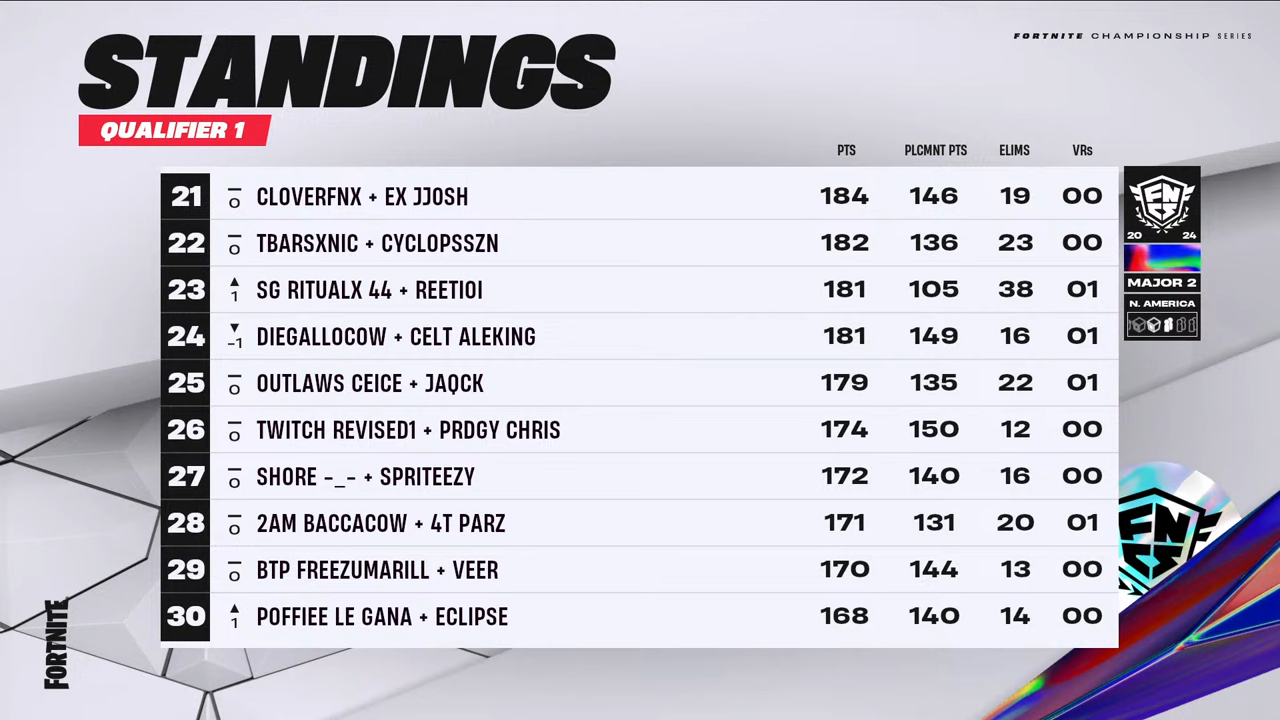 STANDINGS
FORTNITE CHAMPIONSHIP SERIES
QUALIFIER 1
PTS PLCMNT PTS ELIMS VRs
21 – 0 CLOVERFNX + EX JJOSH 184 146 19 00
22 – 0 TBARSXNIC + CYCLOPSSZN 182 136 23 00
23 ▲ 1 SG RITUALX 44 + REETIOI 181 105 38 01
24 ▼ -1 DIEGALLOCOW + CELT ALEKING 181 149 16 01
25 – 0 OUTLAWS CEICE + JAQCK 179 135 22 01
26 – 0 TWITCH REVISED1 + PRDGY CHRIS 174 150 12 00
27 – 0 SHORE -_- + SPRITEEZY 172 140 16 00
28 – 0 2AM BACCACOW + 4T PARZ 171 131 20 01
29 – 0 BTP FREEZUMARILL + VEER 170 144 13 00
30 ▲ 1 POFFIEE LE GANA + ECLIPSE 168 140 14 00
FNCS
20 24
MAJOR 2
N. AMERICA
FNCS
FORTNITE